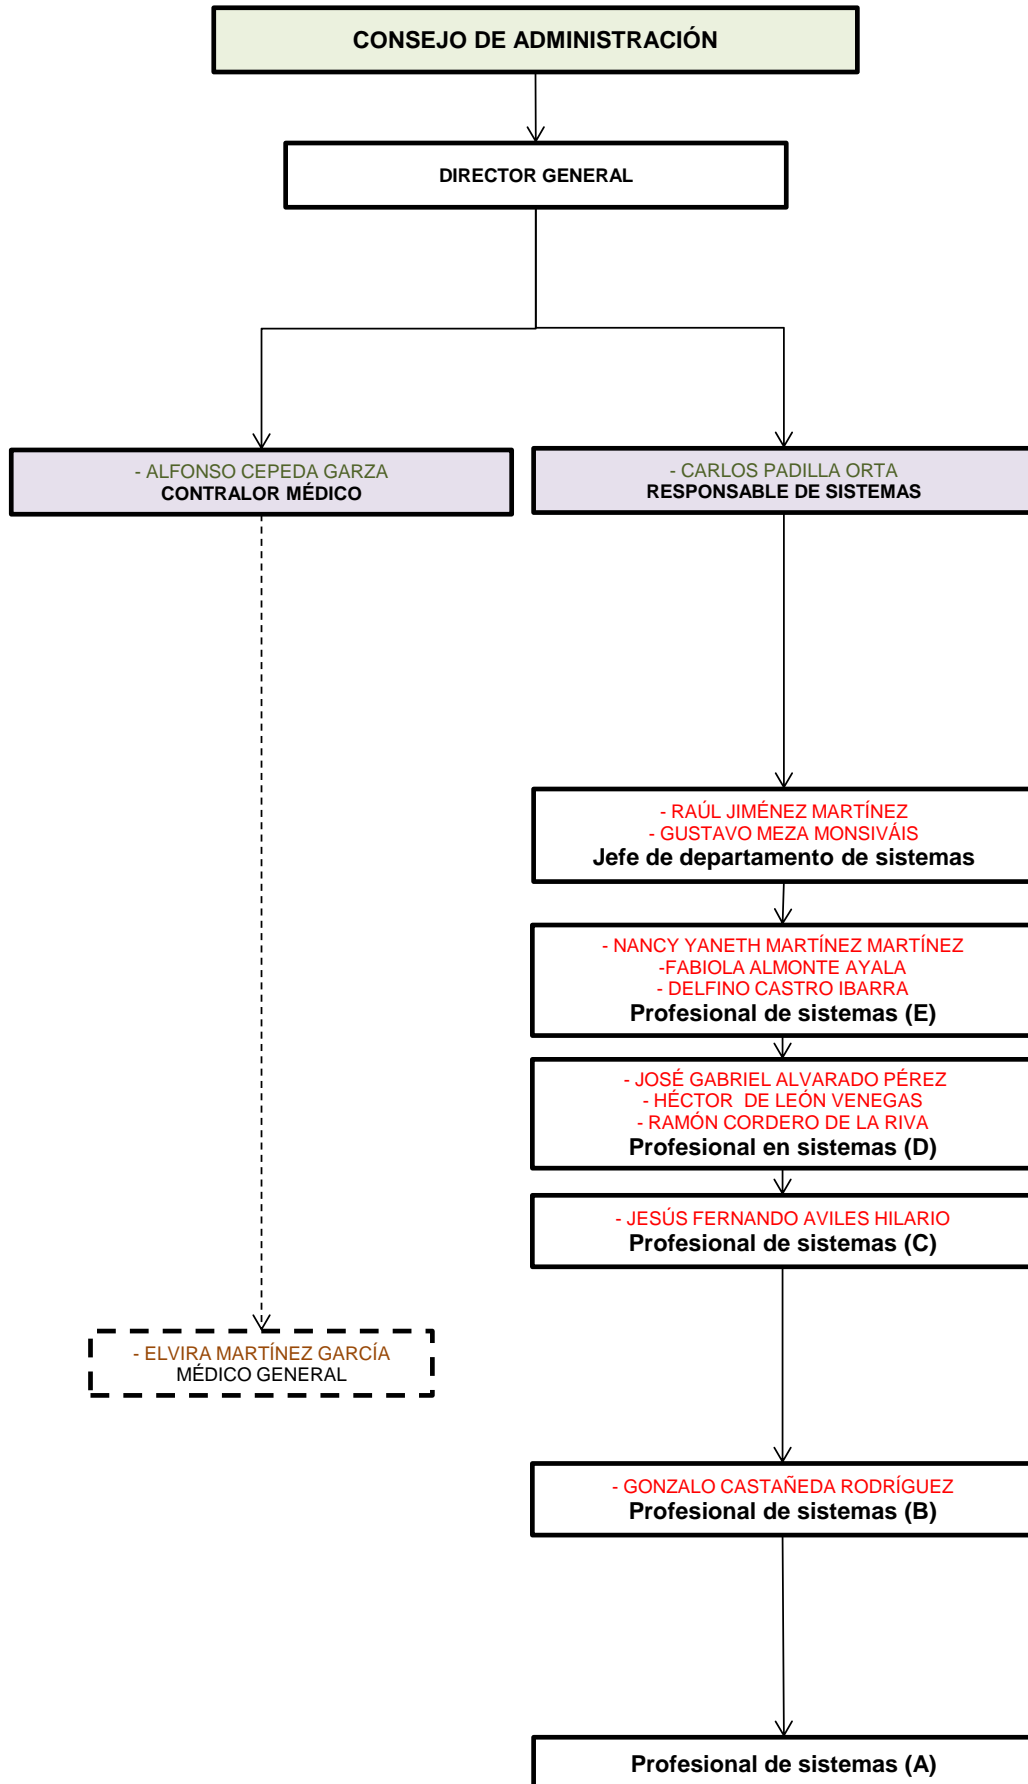 CONSEJO DE ADMINISTRACIÓN
DIRECTOR GENERAL
- ALFONSO CEPEDA GARZA
CONTRALOR MÉDICO
- CARLOS PADILLA ORTA
RESPONSABLE DE SISTEMAS
- RAÚL JIMÉNEZ MARTÍNEZ
- GUSTAVO MEZA MONSIVÁIS
Jefe de departamento de sistemas
- NANCY YANETH MARTÍNEZ MARTÍNEZ
-FABIOLA ALMONTE AYALA
- DELFINO CASTRO IBARRA
Profesional de sistemas (E)
- JOSÉ GABRIEL ALVARADO PÉREZ
- HÉCTOR  DE LEÓN VENEGAS
- RAMÓN CORDERO DE LA RIVA
Profesional en sistemas (D)
- JESÚS FERNANDO AVILES HILARIO
Profesional de sistemas (C)
- ELVIRA MARTÍNEZ GARCÍA
MÉDICO GENERAL
- GONZALO CASTAÑEDA RODRÍGUEZ
Profesional de sistemas (B)
Profesional de sistemas (A)